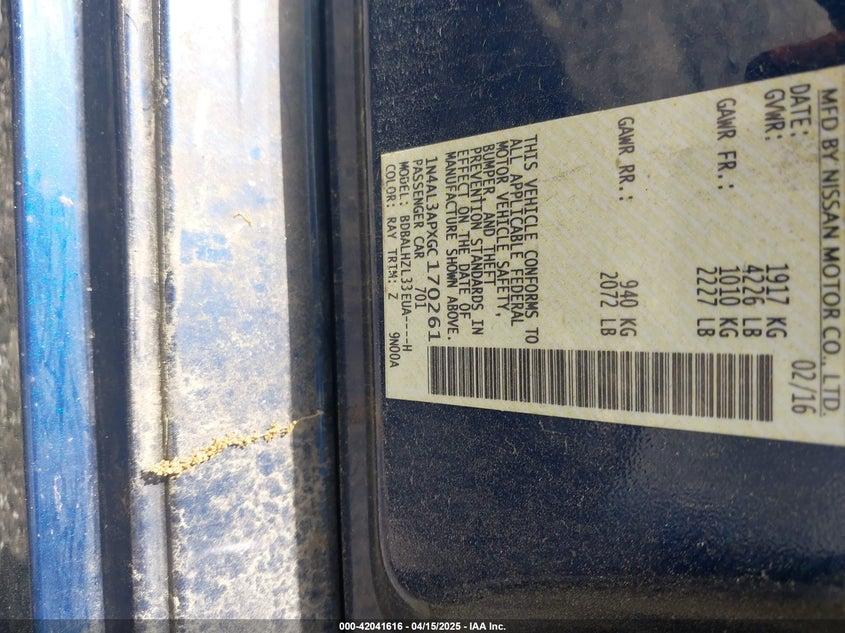 MFD BY NISSAN MOTOR CO., LTD.
DATE: 02/16
GVWR: 1917 KG
4226 LB
GAWR FR.: 1010 KG
2227 LB
GAWR RR.: 940 KG
2072 LB
THIS VEHICLE CONFORMS TO
ALL APPLICABLE FEDERAL
MOTOR VEHICLE SAFETY,
BUMPER, AND THEFT
PREVENTION STANDARDS IN
EFFECT ON THE DATE OF
MANUFACTURE SHOWN ABOVE.
1N4AL3APXGC170261
PASSENGER CAR 701
MODEL: BDBALHZL33EUA----H
COLOR: RAY TRIM: Z 9N00A
000-42041616 - 04/15/2025 - IAA Inc.